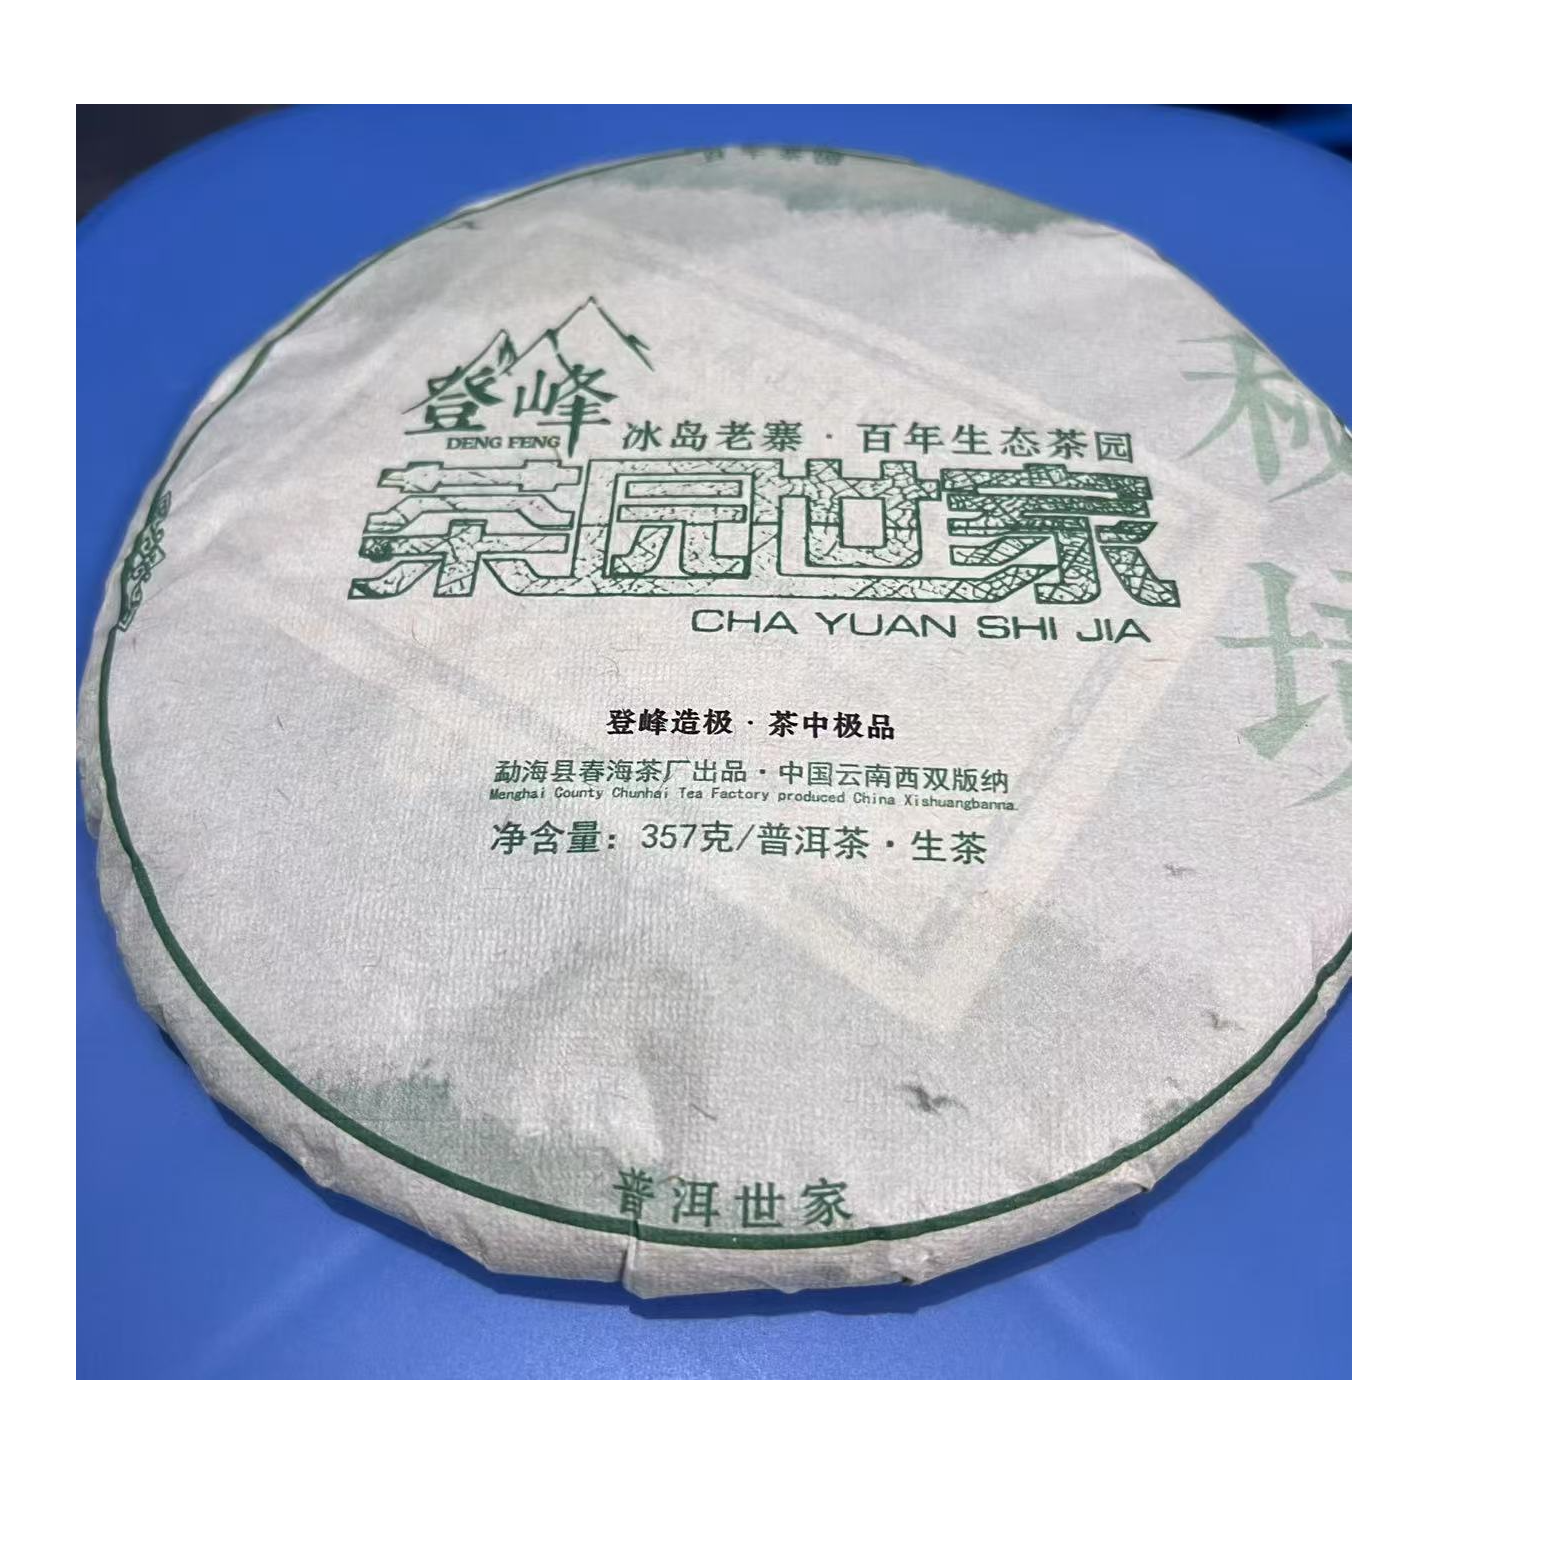 登峰
DENG FENG
冰岛老寨·百年生态茶园
茶园世家
CHA YUAN SHI JIA
秘境
登峰造极·茶中极品
勐海县春海茶厂出品·中国云南西双版纳
Menghai County Chunhai Tea Factory produced China Xishuangbanna.
净含量：357克/普洱茶·生茶
普洱世家